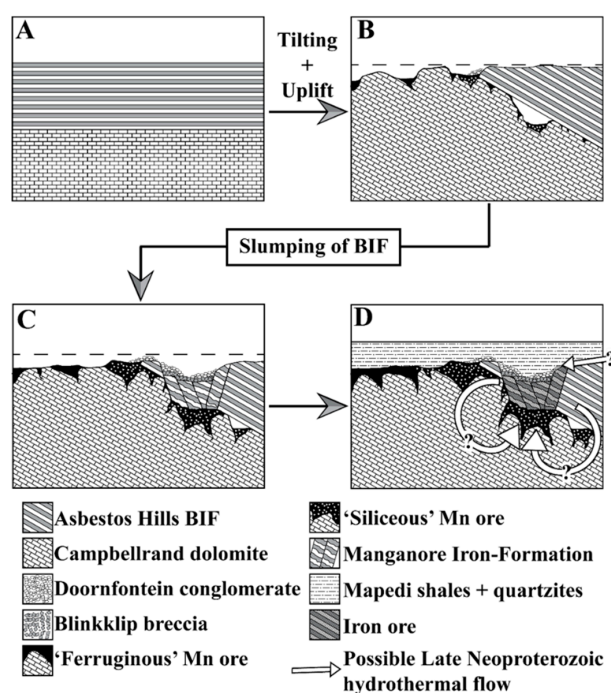 A
Tilting
+
Uplift
B
Slumping of BIF
C
D
?
?
?
Asbestos Hills BIF
Campbellrand dolomite
Doornfontein conglomerate
Blinkklip breccia
‘Ferruginous’ Mn ore
‘Siliceous’ Mn ore
Manganore Iron-Formation
Mapedi shales + quartzites
Iron ore
Possible Late Neoproterozoic
hydrothermal flow